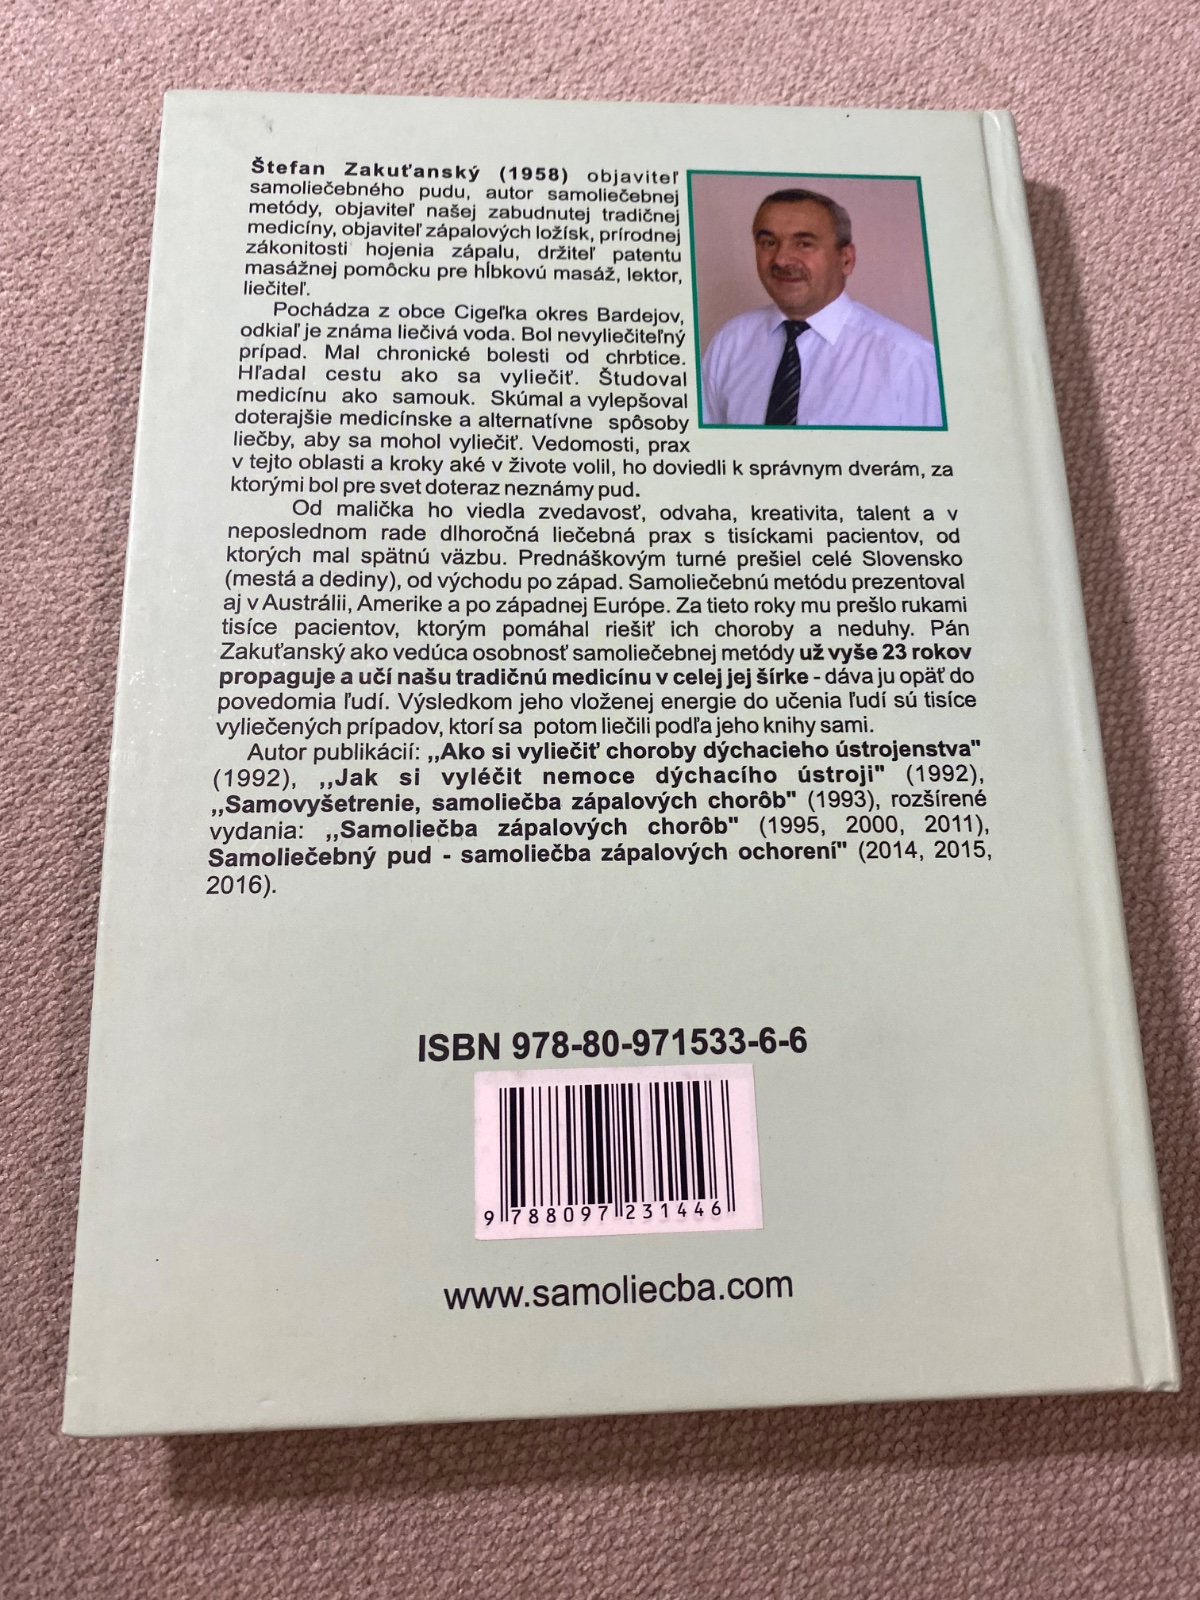 Štefan Zakuťanský (1958) objaviteľ
samoliečebného pudu, autor samoliečebnej
metódy, objaviteľ našej zabudnutej tradičnej
medicíny, objaviteľ zápalových ložísk, prírodnej
zákonitosti hojenia zápalu, držiteľ patentu
masážnej pomôcku pre hĺbkovú masáž, lektor,
liečiteľ.
Pochádza z obce Cigeľka okres Bardejov,
odkiaľ je známa liečivá voda. Bol nevyliečiteľný
prípad. Mal chronické bolesti od chrbtice.
Hľadal cestu ako sa vyliečiť. Študoval
medicínu ako samouk. Skúmal a vylepšoval
doterajšie medicínske a alternatívne spôsoby
liečby, aby sa mohol vyliečiť. Vedomosti, prax
v tejto oblasti a kroky aké v živote volil, ho doviedli k správnym dverám, za
ktorými bol pre svet doteraz neznámy pud.
Od malička ho viedla zvedavosť, odvaha, kreativita, talent a v
neposlednom rade dlhoročná liečebná prax s tisíckami pacientov, od
ktorých mal spätnú väzbu. Prednáškovým turné prešiel celé Slovensko
(mestá a dediny), od východu po západ. Samoliečebnú metódu prezentoval
aj v Austrálii, Amerike a po západnej Európe. Za tieto roky mu prešlo rukami
tisíce pacientov, ktorým pomáhal riešiť ich choroby a neduhy. Pán
Zakuťanský ako vedúca osobnosť samoliečebnej metódy už vyše 23 rokov
propaguje a učí našu tradičnú medicínu v celej jej šírke - dáva ju opäť do
povedomia ľudí. Výsledkom jeho vloženej energie do učenia ľudí sú tisíce
vyliečených prípadov, ktorí sa potom liečili podľa jeho knihy sami.
Autor publikácií: ,,Ako si vyliečiť choroby dýchacieho ústrojenstva"
(1992), ,,Jak si vyléčit nemoce dýchacího ústroji" (1992),
,,Samovyšetrenie, samoliečba zápalových chorôb" (1993), rozšírené
vydania: ,,Samoliečba zápalových chorôb" (1995, 2000, 2011),
Samoliečebný pud - samoliečba zápalových ochorení" (2014, 2015,
2016).
ISBN 978-80-971533-6-6
9 788097 231446
www.samoliecba.com